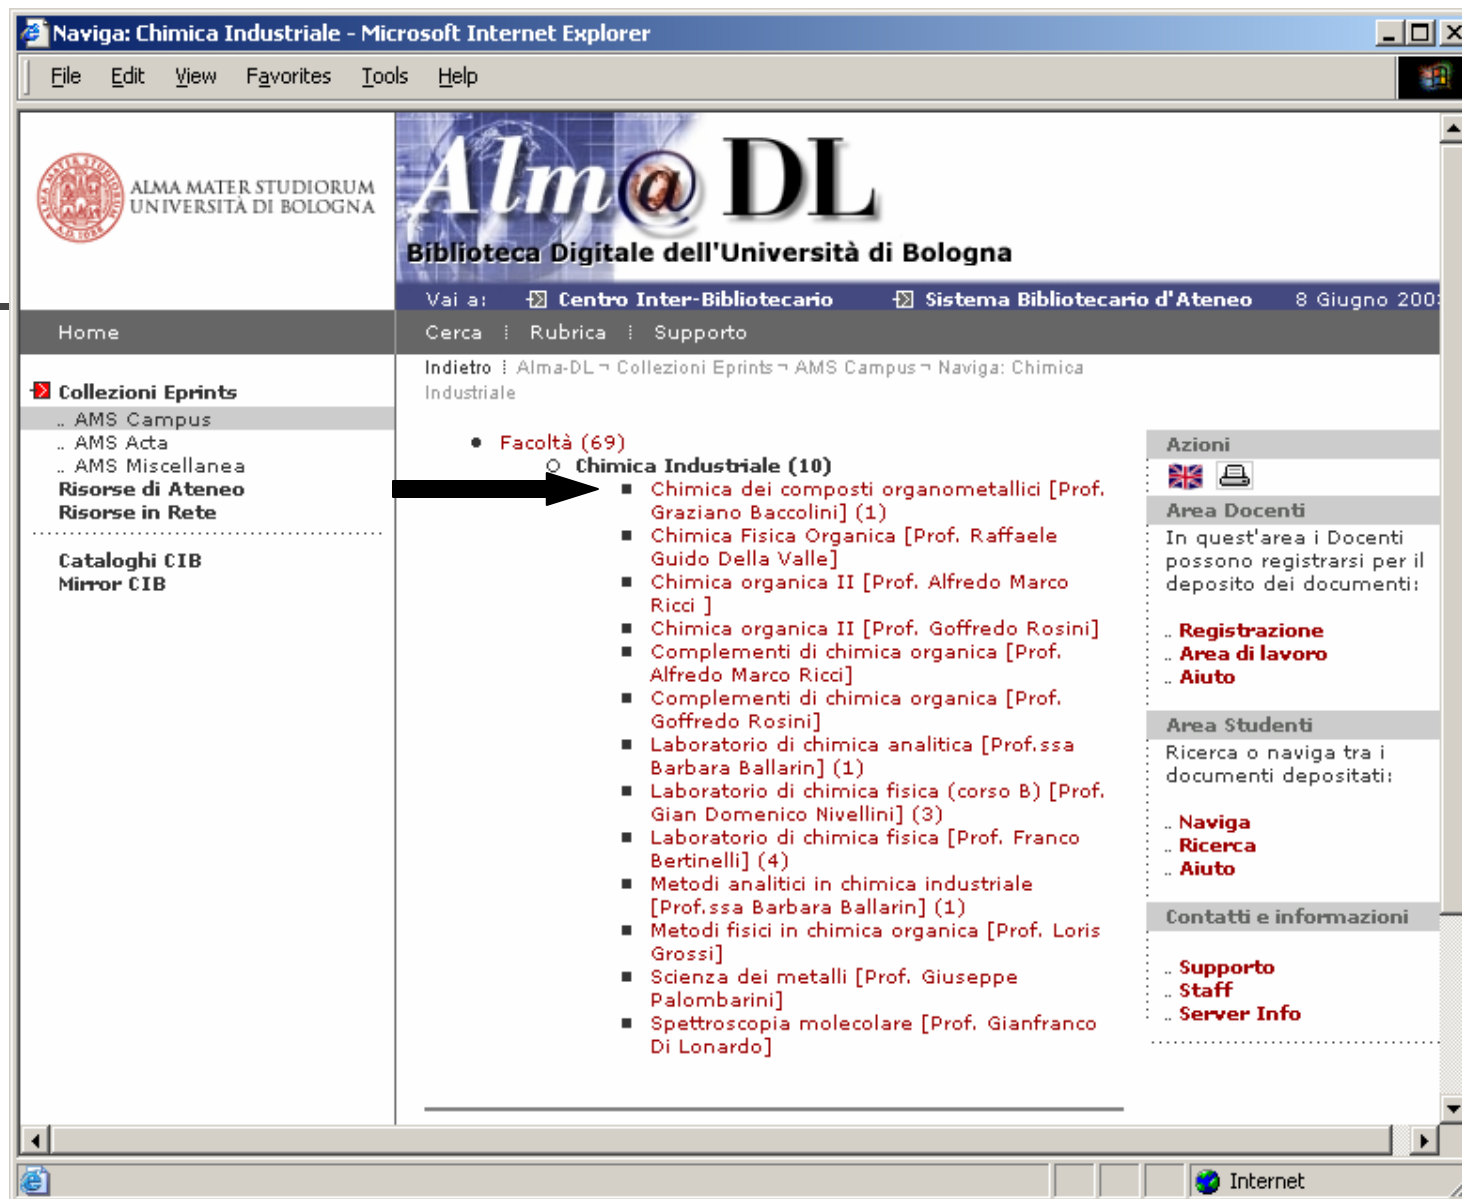 Naviga: Chimica Industriale - Microsoft Internet Explorer
File Edit View Favorites Tools Help
ALMA MATER STUDIORUM
UNIVERSITÀ DI BOLOGNA
Alm@ DL
Biblioteca Digitale dell'Università di Bologna
Vai a: Centro Inter-Bibliotecario Sistema Bibliotecario d'Ateneo 8 Giugno 200
Home
Cerca Rubrica Supporto
Indietro Alma-DL ¬ Collezioni Eprints ¬ AMS Campus ¬ Naviga: Chimica
Industriale
Collezioni Eprints
.. AMS Campus
.. AMS Acta
.. AMS Miscellanea
Risorse di Ateneo
Risorse in Rete
Cataloghi CIB
Mirror CIB
Facoltà (69)
Chimica Industriale (10)
Chimica dei composti organometallici [Prof.
Graziano Baccolini] (1)
Chimica Fisica Organica [Prof. Raffaele
Guido Della Valle]
Chimica organica II [Prof. Alfredo Marco
Ricci ]
Chimica organica II [Prof. Goffredo Rosini]
Complementi di chimica organica [Prof.
Alfredo Marco Ricci]
Complementi di chimica organica [Prof.
Goffredo Rosini]
Laboratorio di chimica analitica [Prof.ssa
Barbara Ballarin] (1)
Laboratorio di chimica fisica (corso B) [Prof.
Gian Domenico Nivellini] (3)
Laboratorio di chimica fisica [Prof. Franco
Bertinelli] (4)
Metodi analitici in chimica industriale
[Prof.ssa Barbara Ballarin] (1)
Metodi fisici in chimica organica [Prof. Loris
Grossi]
Scienza dei metalli [Prof. Giuseppe
Palombarini]
Spettroscopia molecolare [Prof. Gianfranco
Di Lonardo]
Azioni
Area Docenti
In quest'area i Docenti
possono registrarsi per il
deposito dei documenti:
.. Registrazione
.. Area di lavoro
.. Aiuto
Area Studenti
Ricerca o naviga tra i
documenti depositati:
.. Naviga
.. Ricerca
.. Aiuto
Contatti e informazioni
.. Supporto
.. Staff
.. Server Info
Internet